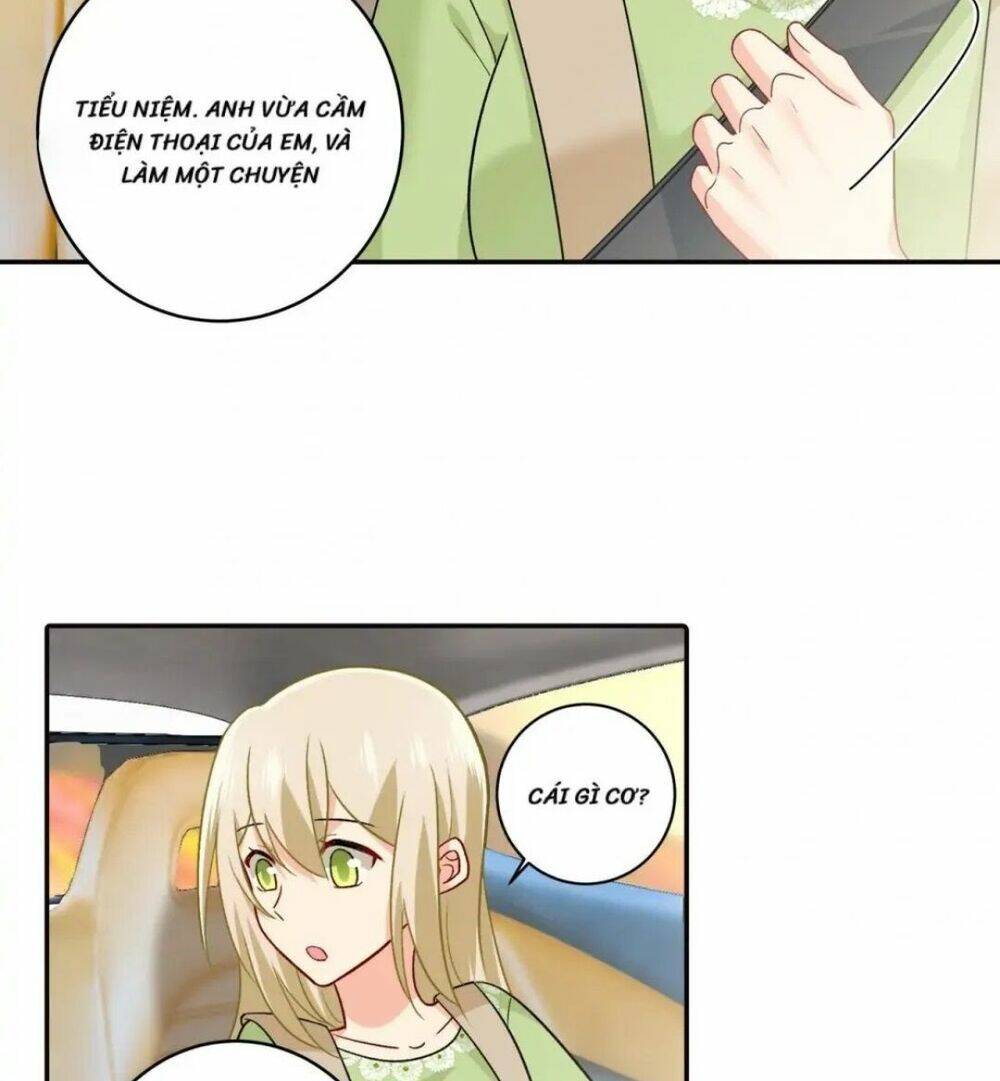 TIỂU NIỆM. ANH VỪA CẦM
ĐIỆN THOẠI CỦA EM, VÀ
LÀM MỘT CHUYỆN
CÁI GÌ CƠ?